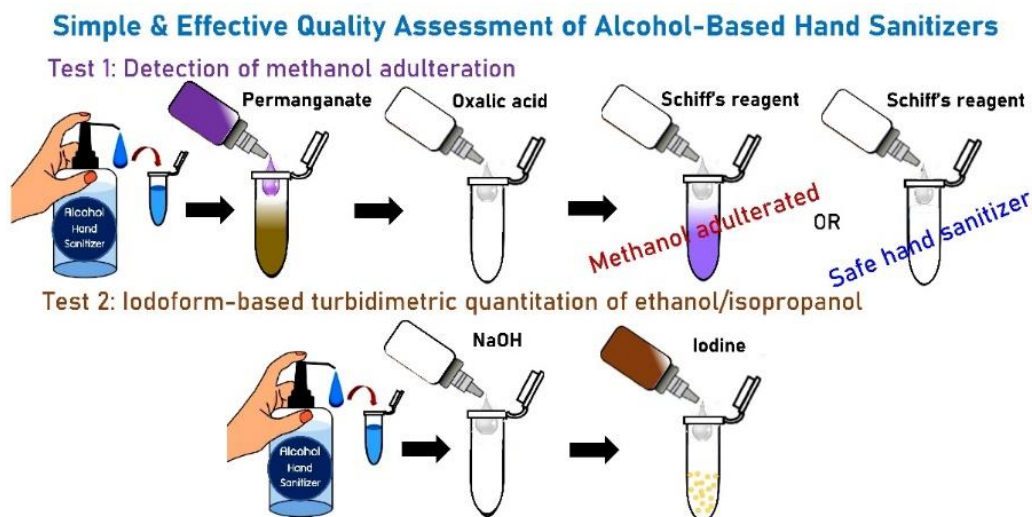 Simple & Effective Quality Assessment of Alcohol-Based Hand Sanitizers
Test 1: Detection of methanol adulteration
Permanganate
Oxalic acid
Schiff's reagent
Schiff's reagent
Alcohol
Hand
Sanitizer
Methanol adulterated
OR
Safe hand sanitizer
Test 2: Iodoform-based turbidimetric quantitation of ethanol/isopropanol
NaOH
Iodine
Alcohol
Hand
Sanitizer